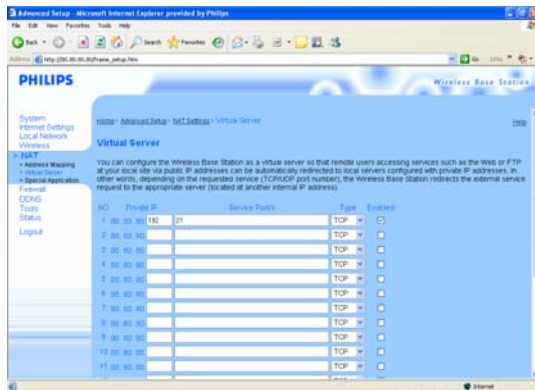 Advanced Setup - Microsoft Internet Explorer provided by Philips
File Edit View Favorites Tools Help
Back Search Favorites
Address Go Links
PHILIPS
Wireless Base Station
System
Internet Settings
Local Network
Wireless
NAT
Address Mapping
Virtual Server
Special Application
Firewall
DDNS
Tools
Status
Logout
Home> Advanced Setup> NAT Settings> Virtual Server
Help
Virtual Server
You can configure the Wireless Base Station as a virtual server so that remote users accessing services such as the Web or FTP
at your local site via public IP addresses can be automatically redirected to local servers configured with private IP addresses. In
other words, depending on the requested service (TCP/UDP port number), the Wireless Base Station redirects the external service
request to the appropriate server (located at another internal IP address).
NO Private IP Service Port/s Type Enabled
1 192 21 TCP
2 TCP
3 TCP
4 TCP
5 TCP
6 TCP
7 TCP
8 TCP
9 TCP
10 TCP
11 TCP
Internet